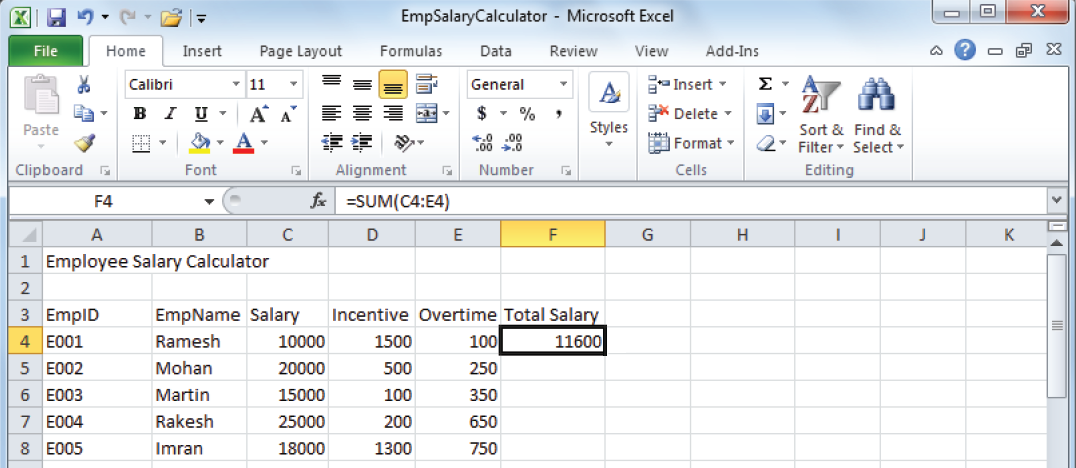 EmpSalaryCalculator - Microsoft Excel
File Home Insert Page Layout Formulas Data Review View Add-Ins
Calibri 11 General Insert Σ
Paste B I U A A $ % , Styles Delete Sort & Filter Find & Select
A .00 .00 Format
Clipboard Font Alignment Number Cells Editing
F4 fx =SUM(C4:E4)
A B C D E F G H I J K
1 Employee Salary Calculator
2
3 EmpID EmpName Salary Incentive Overtime Total Salary
4 E001 Ramesh 10000 1500 100 11600
5 E002 Mohan 20000 500 250
6 E003 Martin 15000 100 350
7 E004 Rakesh 25000 200 650
8 E005 Imran 18000 1300 750